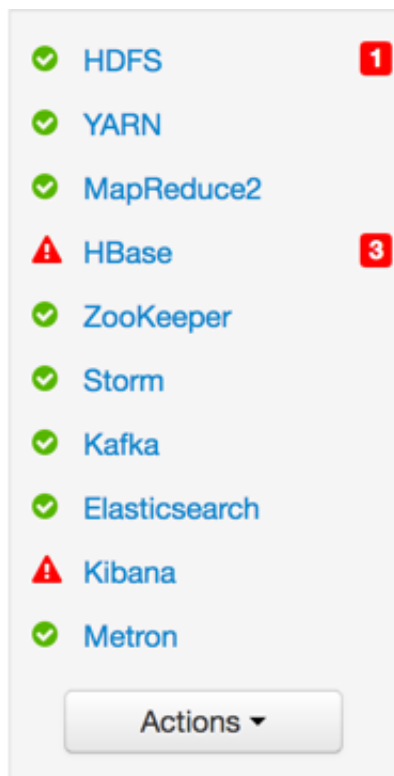 HDFS 1
YARN
MapReduce2
HBase 3
ZooKeeper
Storm
Kafka
Elasticsearch
Kibana
Metron
Actions